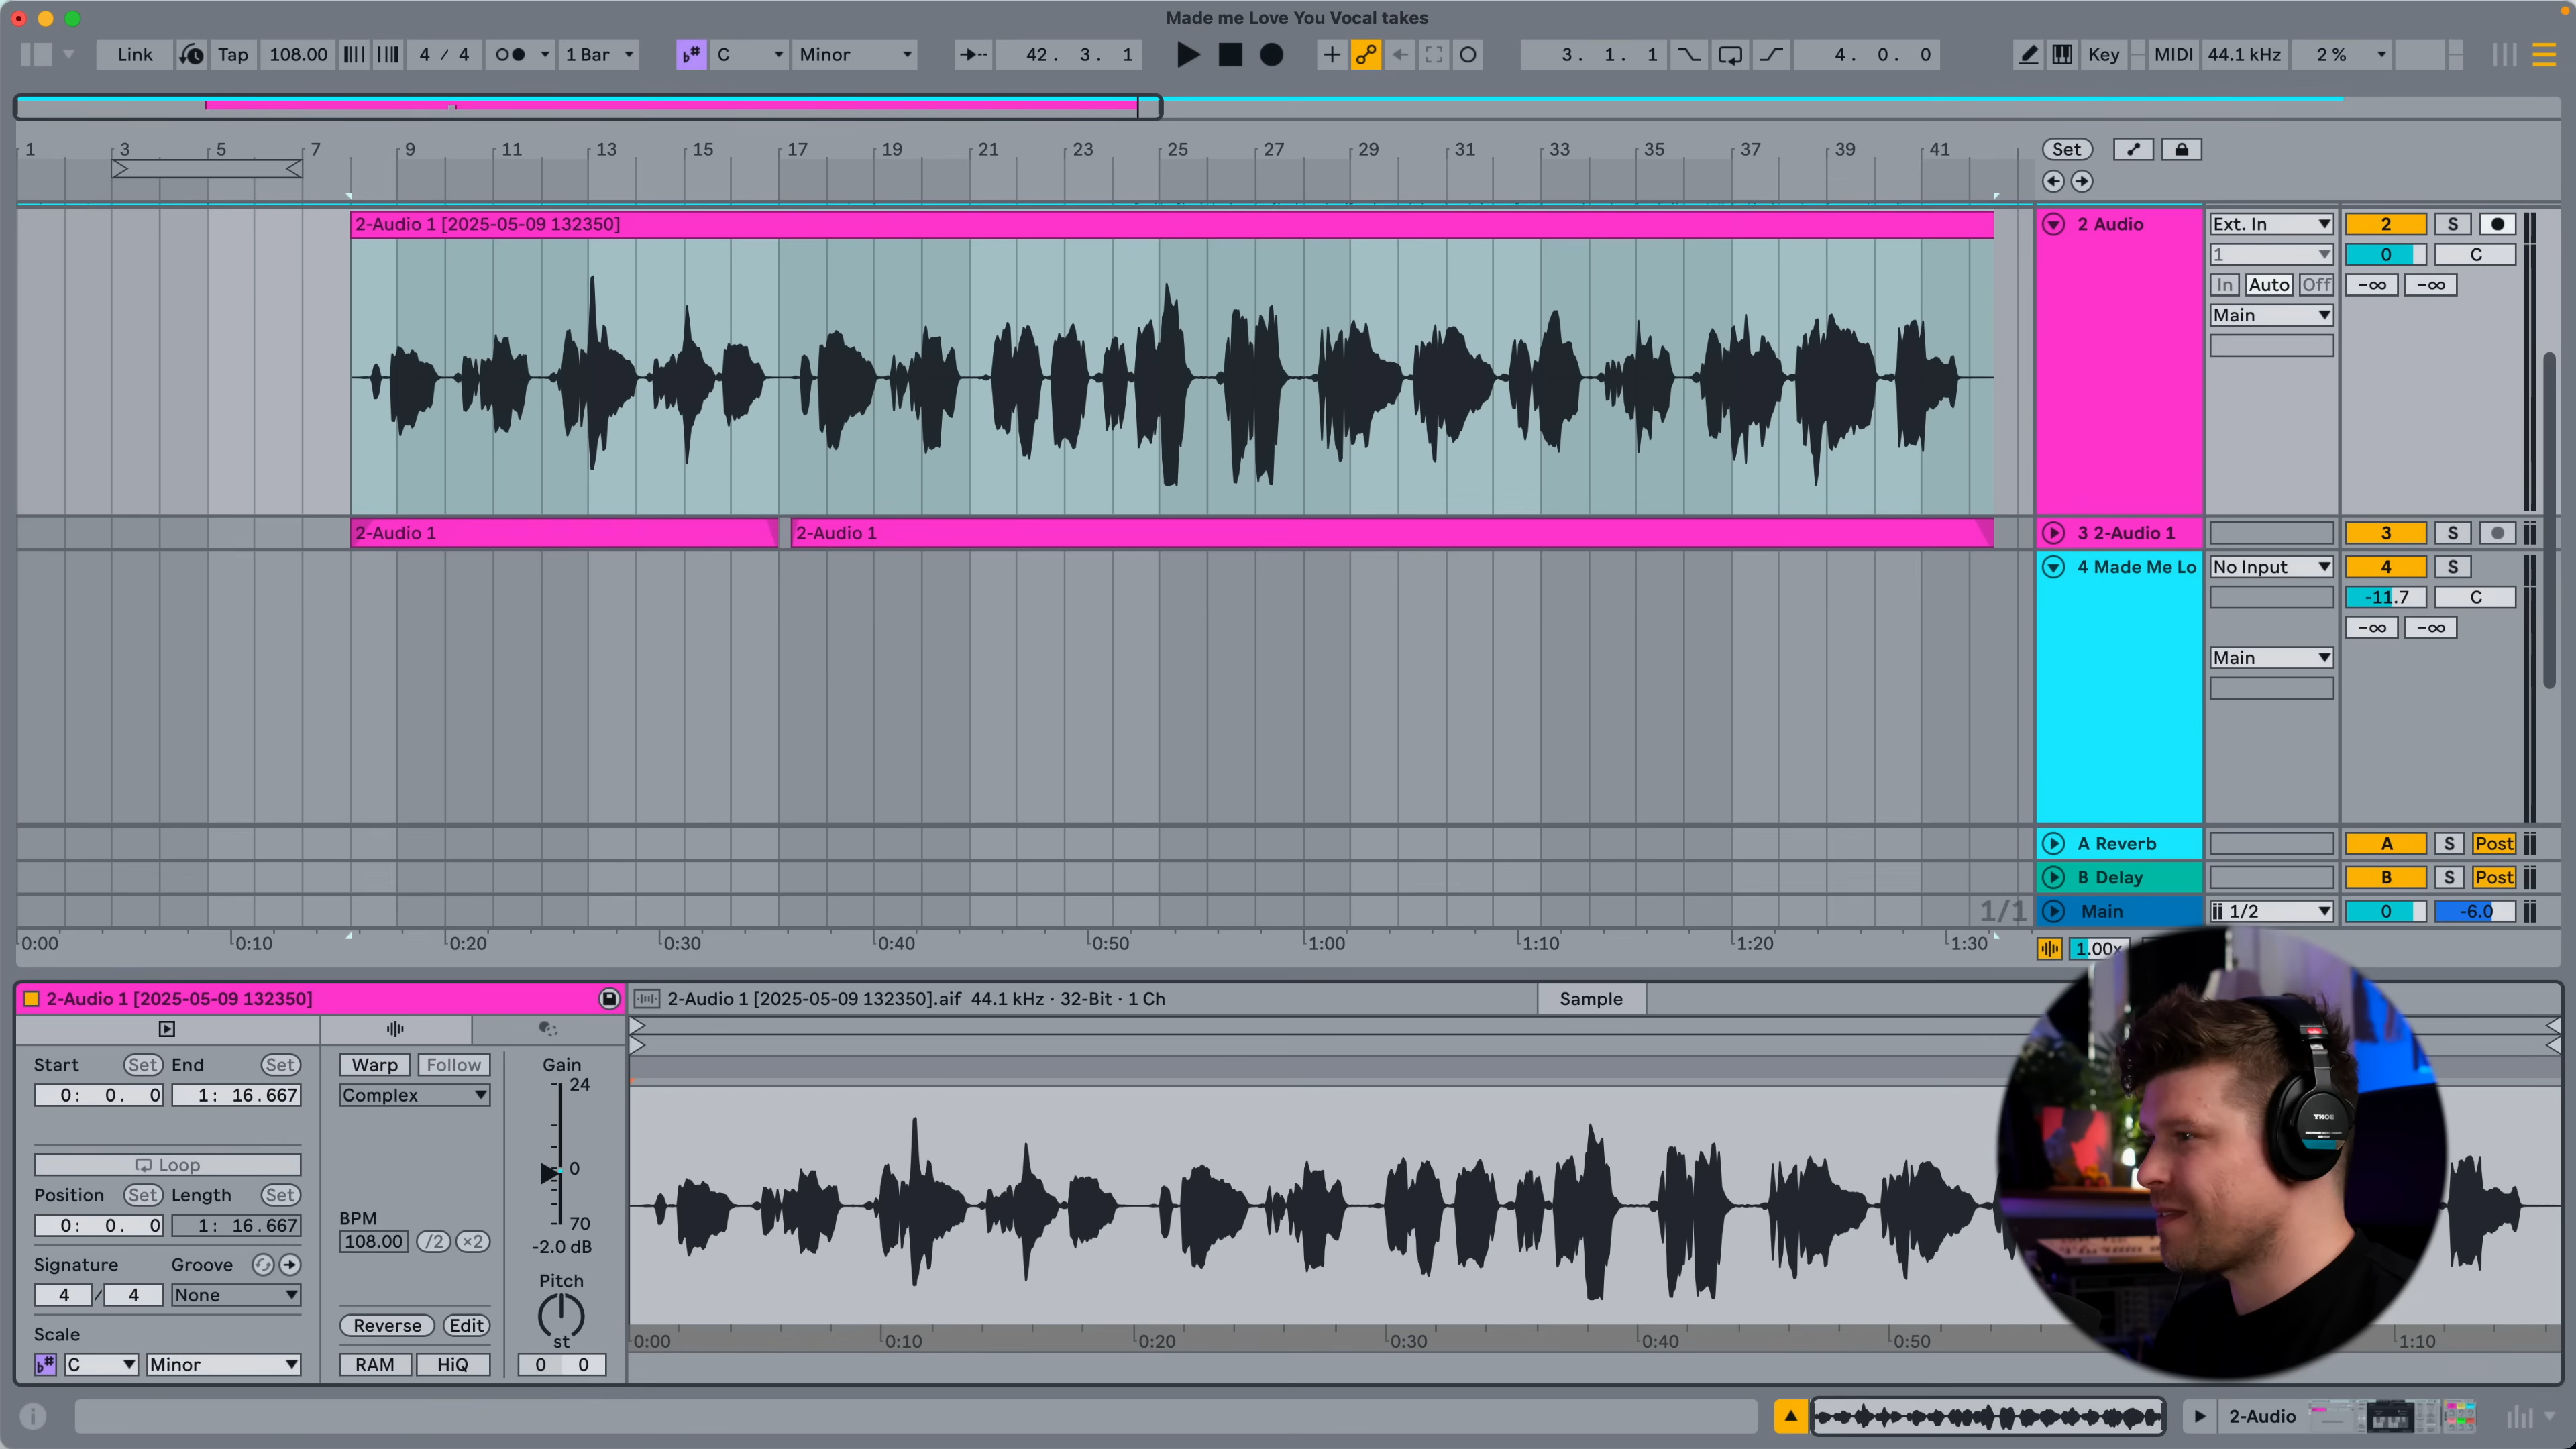 Made me Love You Vocal takes
Link Tap 108.00 4 / 4 1 Bar C Minor 42. 3. 1 3. 1. 1 4. 0. 0 Key MIDI 44.1 kHz 2 %
1 3 5 7 9 11 13 15 17 19 21 23 25 27 29 31 33 35 37 39 41 Set
2-Audio 1 [2025-05-09 132350] 2 Audio Ext. In 2 S
1 0 C
In Auto Off -∞ -∞
Main
2-Audio 1 2-Audio 1 3 2-Audio 1 3 S
4 Made Me Lo No Input 4 S
-11.7 C
-∞ -∞
Main
A Reverb A S Post
B Delay B S Post
1/1 Main 1/2 0 -6.0
0:00 0:10 0:20 0:30 0:40 0:50 1:00 1:10 1:20 1:30 1.00x
2-Audio 1 [2025-05-09 132350] 2-Audio 1 [2025-05-09 132350].aif 44.1 kHz · 32-Bit · 1 Ch Sample
Start Set End Set Warp Follow Gain
0: 0. 0 1: 16.667 Complex 24
Loop 0
Position Set Length Set
0: 0. 0 1: 16.667 BPM 70
108.00 /2 ×2 -2.0 dB
Signature Groove Pitch
4 / 4 None
Reverse Edit st
Scale
C Minor RAM HiQ 0 0
0:00 0:10 0:20 0:30 0:40 0:50 1:10
SONY
2-Audio